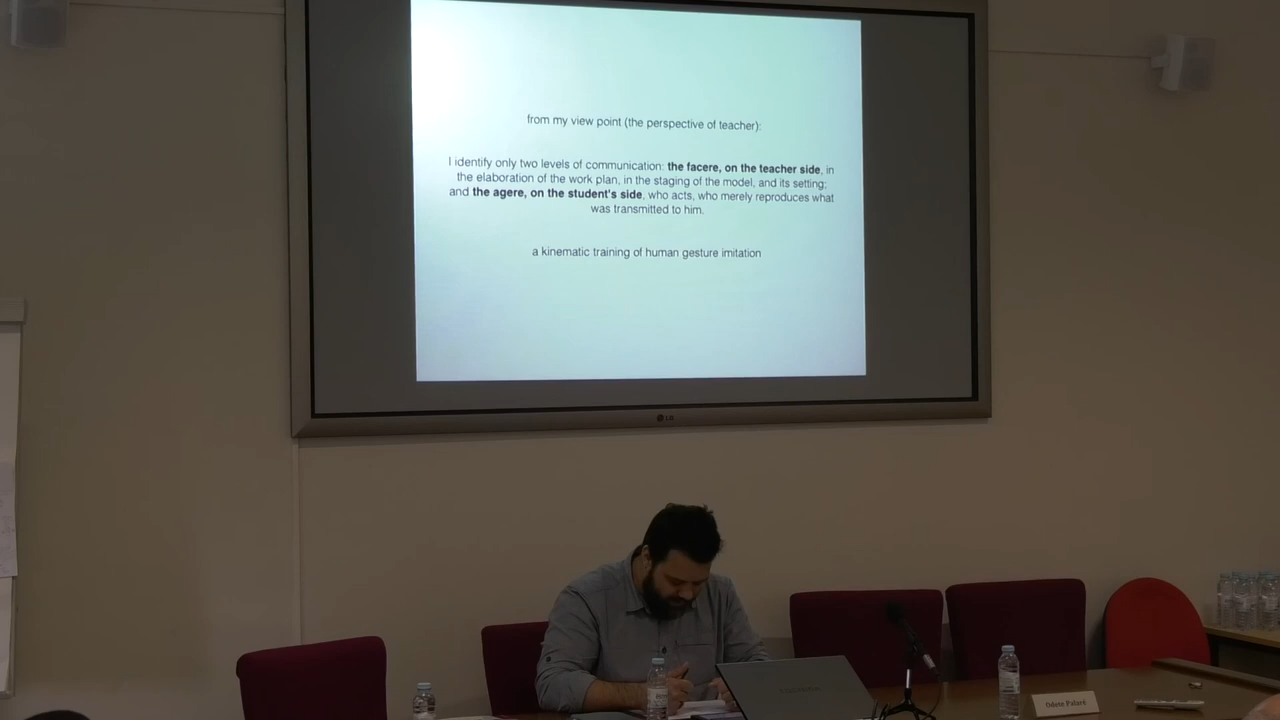 from my view point (the perspective of teacher):
I identify only two levels of communication: the facere, on the teacher side, in
the elaboration of the work plan, in the staging of the model, and its setting;
and the agere, on the student's side, who acts, who merely reproduces what
was transmitted to him.
a kinematic training of human gesture imitation
LG
Odete Palaré